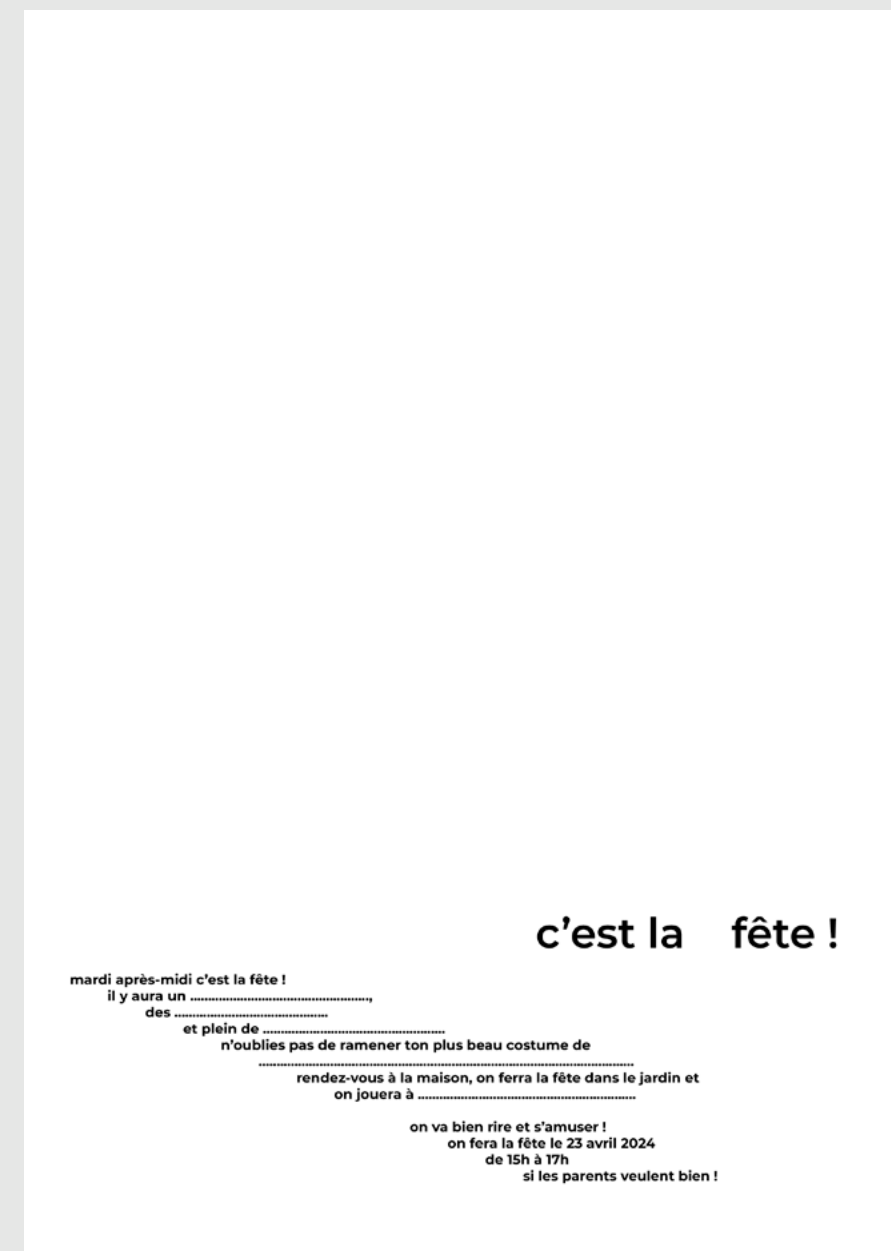 c’est la fête !
mardi après-midi c’est la fête !
il y aura un ..................................................,
des ...........................................
et plein de ...................................................
n’oublies pas de ramener ton plus beau costume de
.........................................................................................................
rendez-vous à la maison, on ferra la fête dans le jardin et
on jouera à .............................................................
on va bien rire et s’amuser !
on fera la fête le 23 avril 2024
de 15h à 17h
si les parents veulent bien !